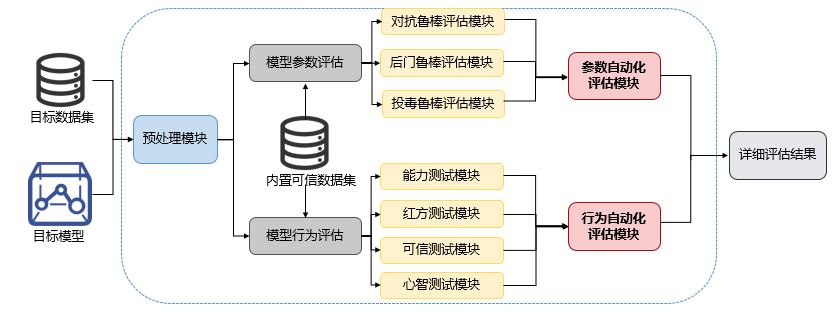 目标数据集
目标模型
预处理模块
模型参数评估
内置可信数据集
模型行为评估
对抗鲁棒评估模块
后门鲁棒评估模块
投毒鲁棒评估模块
能力测试模块
红方测试模块
可信测试模块
心智测试模块
参数自动化
评估模块
行为自动化
评估模块
详细评估结果